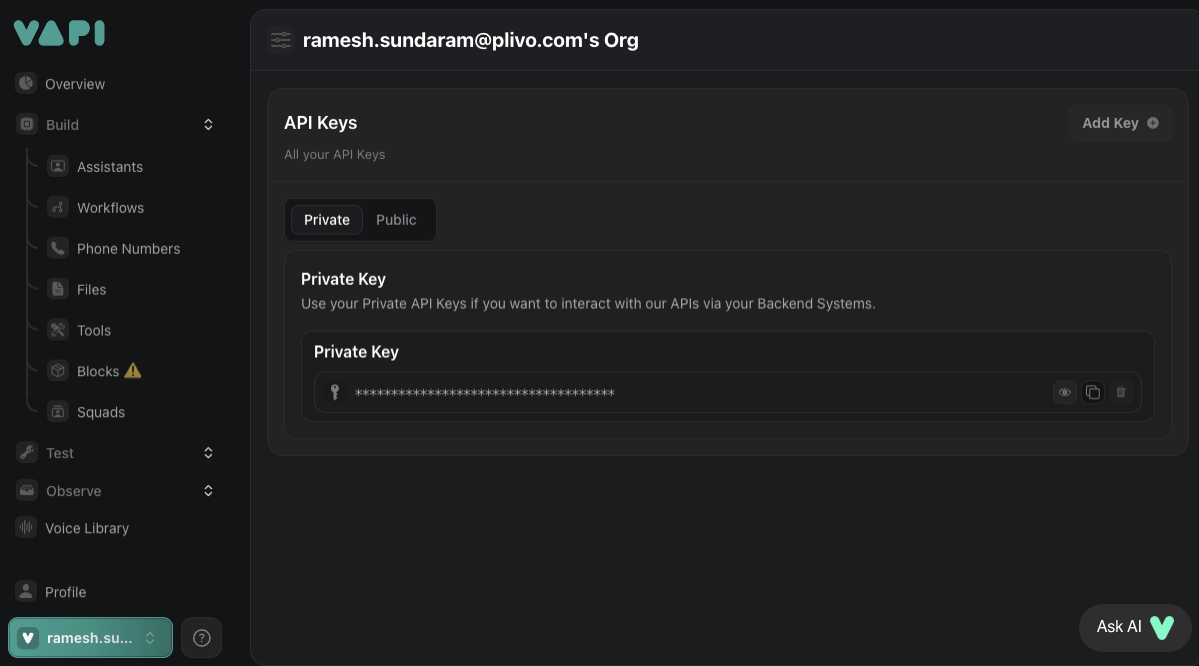 VAPI
Overview
Build
Assistants
Workflows
Phone Numbers
Files
Tools
Blocks
Squads
Test
Observe
Voice Library
Profile
ramesh.su...
ramesh.sundaram@plivo.com's Org
API Keys
Add Key
All your API Keys
Private Public
Private Key
Use your Private API Keys if you want to interact with our APIs via your Backend Systems.
Private Key
************************************
Ask AI